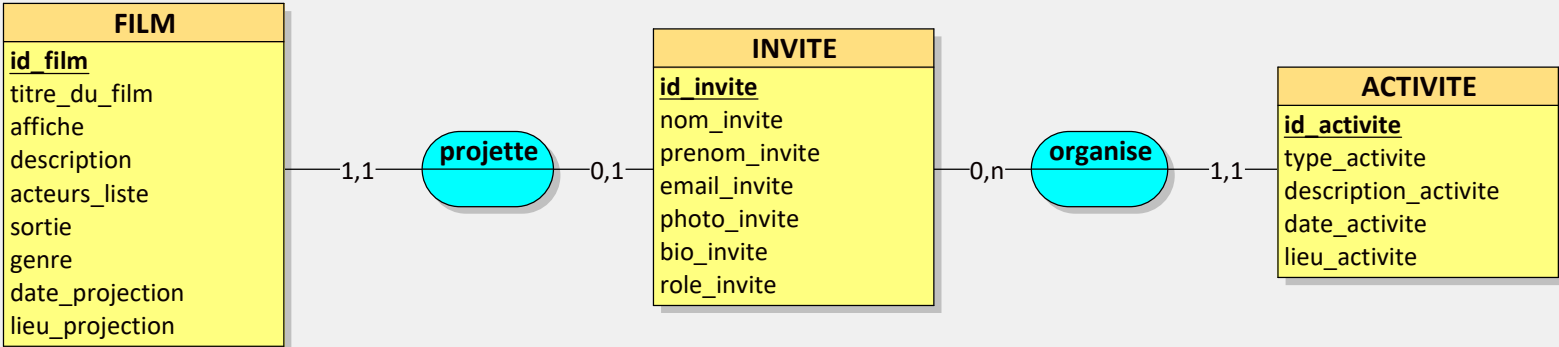 FILM
id_film
titre_du_film
affiche
description
acteurs_liste
sortie
genre
date_projection
lieu_projection
1,1
projette
0,1
INVITE
id_invite
nom_invite
prenom_invite
email_invite
photo_invite
bio_invite
role_invite
0,n
organise
1,1
ACTIVITE
id_activite
type_activite
description_activite
date_activite
lieu_activite